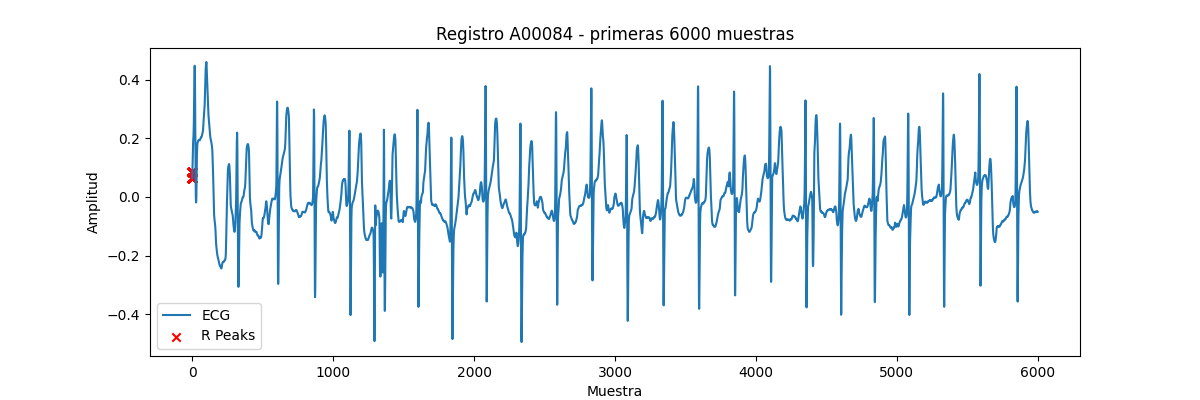 Registro A00084 - primeras 6000 muestras
Amplitud
0.4
0.2
0.0
−0.2
−0.4
ECG
R Peaks
0 1000 2000 3000 4000 5000 6000
Muestra